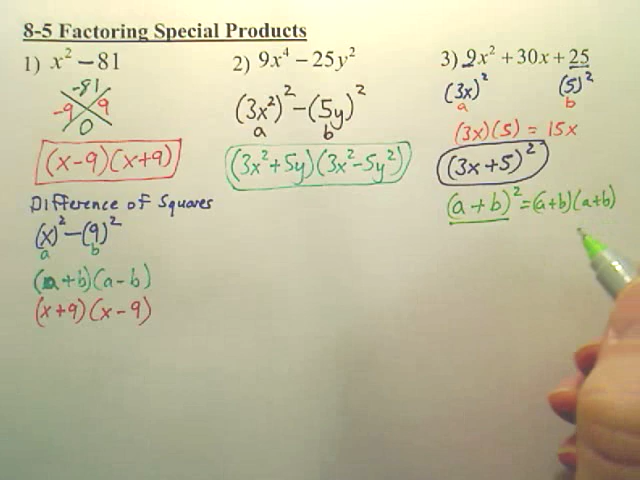 8-5 Factoring Special Products
1) x² − 81
-81
-9 9
0
(x-9)(x+9)
Difference of Squares
(x)² - (9)²
a b
(a+b)(a-b)
(x+9)(x-9)
2) 9x⁴ − 25y²
(3x²)² - (5y)²
a b
(3x²+5y)(3x²-5y²)
3) 9x² + 30x + 25
(3x)² (5)²
a b
(3x)(5) = 15x
(3x+5)²
(a+b)² = (a+b)(a+b)